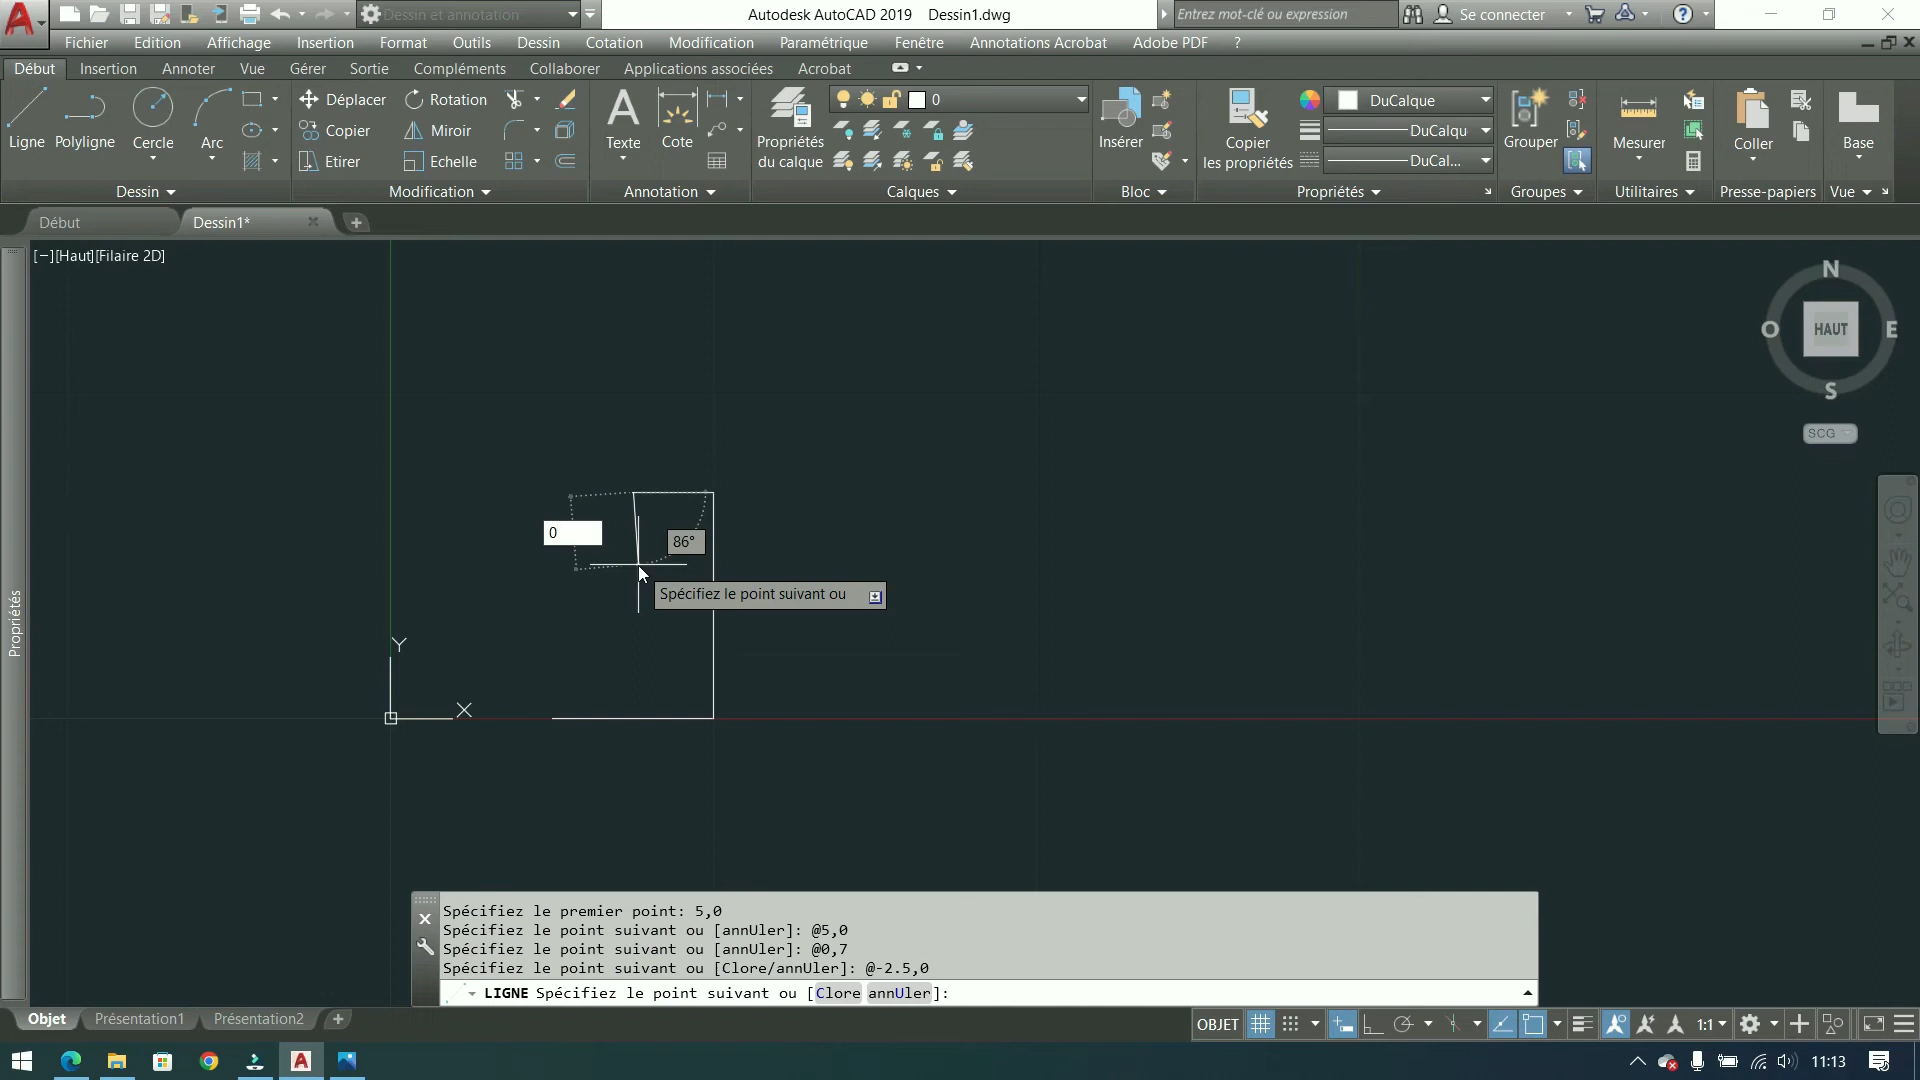 Dessin et annotation
Autodesk AutoCAD 2019 Dessin1.dwg
Entrez mot-clé ou expression
Se connecter
Fichier Edition Affichage Insertion Format Outils Dessin Cotation Modification Paramétrique Fenêtre Annotations Acrobat Adobe PDF ?
Début Insertion Annoter Vue Gérer Sortie Compléments Collaborer Applications associées Acrobat
Ligne Polyligne Cercle Arc
Déplacer Rotation
Copier Miroir
Etirer Echelle
Texte Cote
Propriétés
du calque
0
Insérer
Copier
les propriétés
DuCalque
DuCalqu
DuCal...
Grouper
Mesurer
Coller
Base
Dessin Modification Annotation Calques Bloc Propriétés Groupes Utilitaires Presse-papiers Vue
Début Dessin1*
[−][Haut][Filaire 2D]
N
O HAUT E
S
SCG
Propriétés
0
86°
Spécifiez le point suivant ou
Y
X
Spécifiez le premier point: 5,0
Spécifiez le point suivant ou [annUler]: @5,0
Spécifiez le point suivant ou [annUler]: @0,7
Spécifiez le point suivant ou [Clore/annUler]: @-2.5,0
LIGNE Spécifiez le point suivant ou [Clore annUler]:
Objet Présentation1 Présentation2 +
OBJET 1:1
11:13